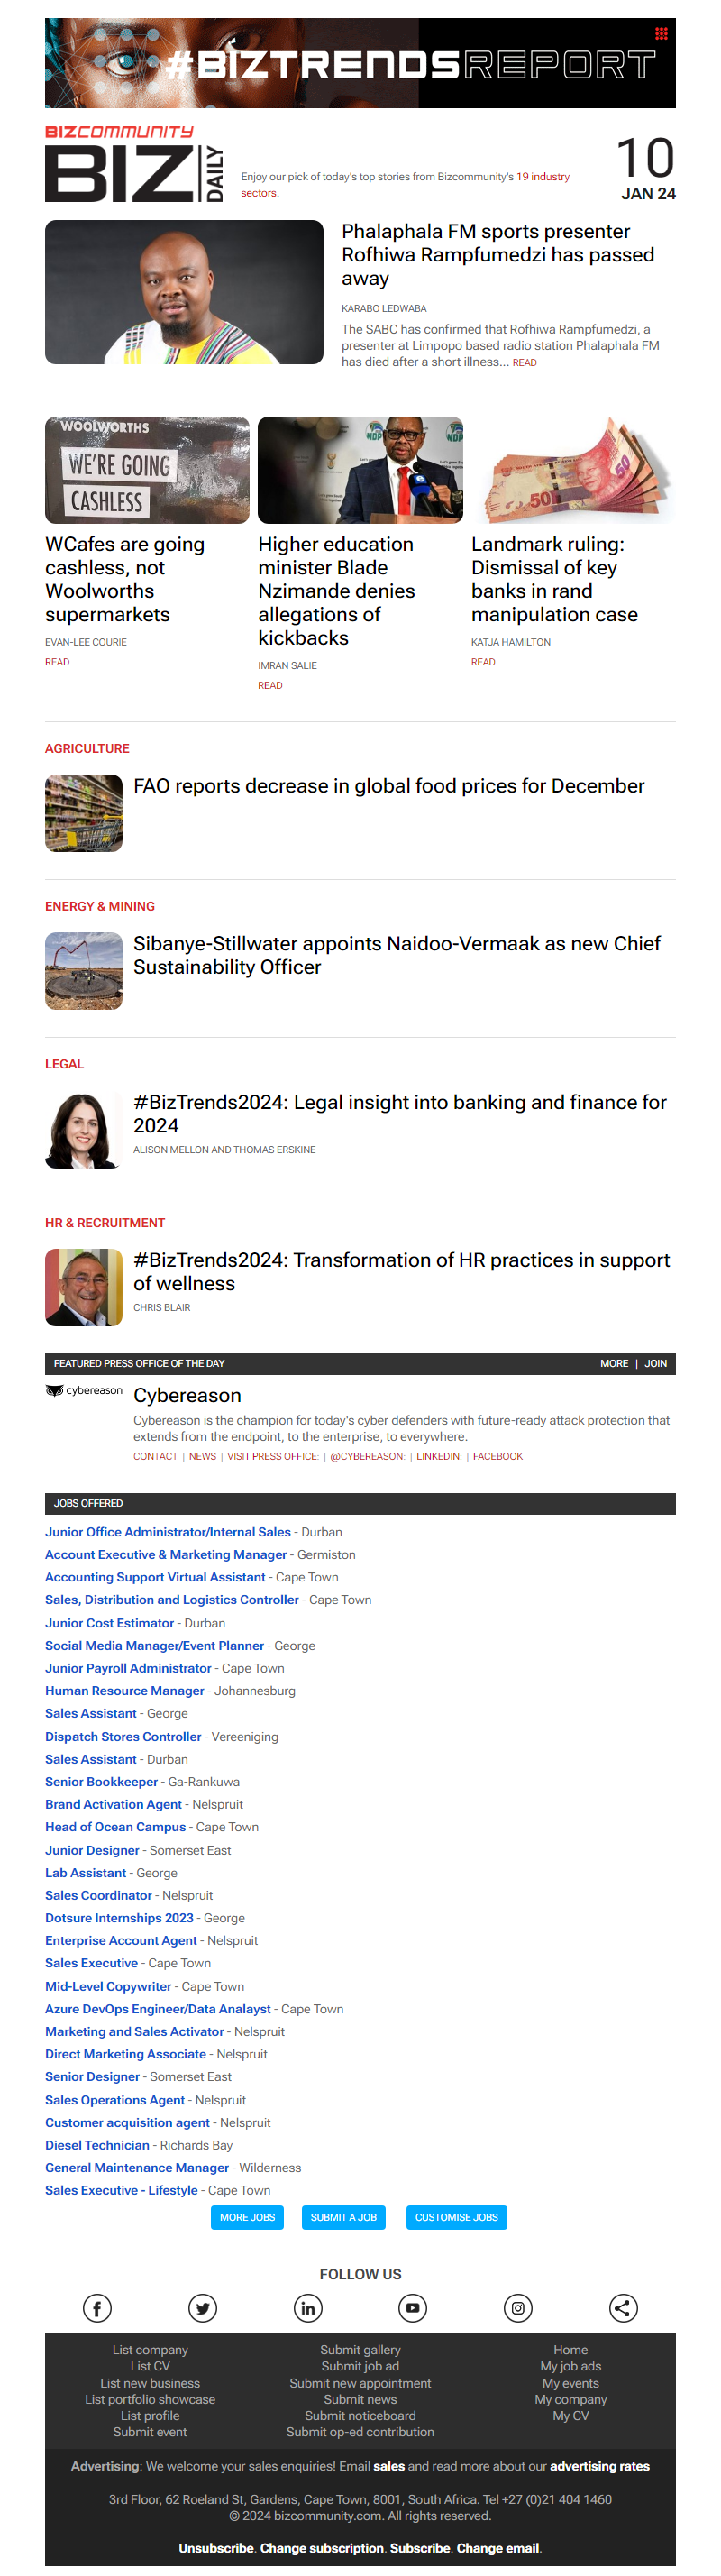 #BIZTRENDSREPORT
BIZCOMMUNITY
BIZ DAILY
Enjoy our pick of today's top stories from Bizcommunity's 19 industry
sectors.
10
JAN 24
Phalaphala FM sports presenter
Rofhiwa Rampfumedzi has passed
away
KARABO LEDWABA
The SABC has confirmed that Rofhiwa Rampfumedzi, a
presenter at Limpopo based radio station Phalaphala FM
has died after a short illness... READ
WOOLWORTHS
WE'RE GOING
CASHLESS
WCafes are going
cashless, not
Woolworths
supermarkets
EVAN-LEE COURIE
READ
NDP
Higher education
minister Blade
Nzimande denies
allegations of
kickbacks
IMRAN SALIE
READ
50
50
Landmark ruling:
Dismissal of key
banks in rand
manipulation case
KATJA HAMILTON
READ
AGRICULTURE
FAO reports decrease in global food prices for December
ENERGY & MINING
Sibanye-Stillwater appoints Naidoo-Vermaak as new Chief
Sustainability Officer
LEGAL
#BizTrends2024: Legal insight into banking and finance for
2024
ALISON MELLON AND THOMAS ERSKINE
HR & RECRUITMENT
#BizTrends2024: Transformation of HR practices in support
of wellness
CHRIS BLAIR
FEATURED PRESS OFFICE OF THE DAY MORE | JOIN
cybereason
Cybereason
Cybereason is the champion for today's cyber defenders with future-ready attack protection that
extends from the endpoint, to the enterprise, to everywhere.
CONTACT | NEWS | VISIT PRESS OFFICE: | @CYBEREASON: | LINKEDIN: | FACEBOOK
JOBS OFFERED
Junior Office Administrator/Internal Sales - Durban
Account Executive & Marketing Manager - Germiston
Accounting Support Virtual Assistant - Cape Town
Sales, Distribution and Logistics Controller - Cape Town
Junior Cost Estimator - Durban
Social Media Manager/Event Planner - George
Junior Payroll Administrator - Cape Town
Human Resource Manager - Johannesburg
Sales Assistant - George
Dispatch Stores Controller - Vereeniging
Sales Assistant - Durban
Senior Bookkeeper - Ga-Rankuwa
Brand Activation Agent - Nelspruit
Head of Ocean Campus - Cape Town
Junior Designer - Somerset East
Lab Assistant - George
Sales Coordinator - Nelspruit
Dotsure Internships 2023 - George
Enterprise Account Agent - Nelspruit
Sales Executive - Cape Town
Mid-Level Copywriter - Cape Town
Azure DevOps Engineer/Data Analayst - Cape Town
Marketing and Sales Activator - Nelspruit
Direct Marketing Associate - Nelspruit
Senior Designer - Somerset East
Sales Operations Agent - Nelspruit
Customer acquisition agent - Nelspruit
Diesel Technician - Richards Bay
General Maintenance Manager - Wilderness
Sales Executive - Lifestyle - Cape Town
MORE JOBS SUBMIT A JOB CUSTOMISE JOBS
FOLLOW US
List company
List CV
List new business
List portfolio showcase
List profile
Submit event
Submit gallery
Submit job ad
Submit new appointment
Submit news
Submit noticeboard
Submit op-ed contribution
Home
My job ads
My events
My company
My CV
Advertising: We welcome your sales enquiries! Email sales and read more about our advertising rates
3rd Floor, 62 Roeland St, Gardens, Cape Town, 8001, South Africa. Tel +27 (0)21 404 1460
© 2024 bizcommunity.com. All rights reserved.
Unsubscribe. Change subscription. Subscribe. Change email.